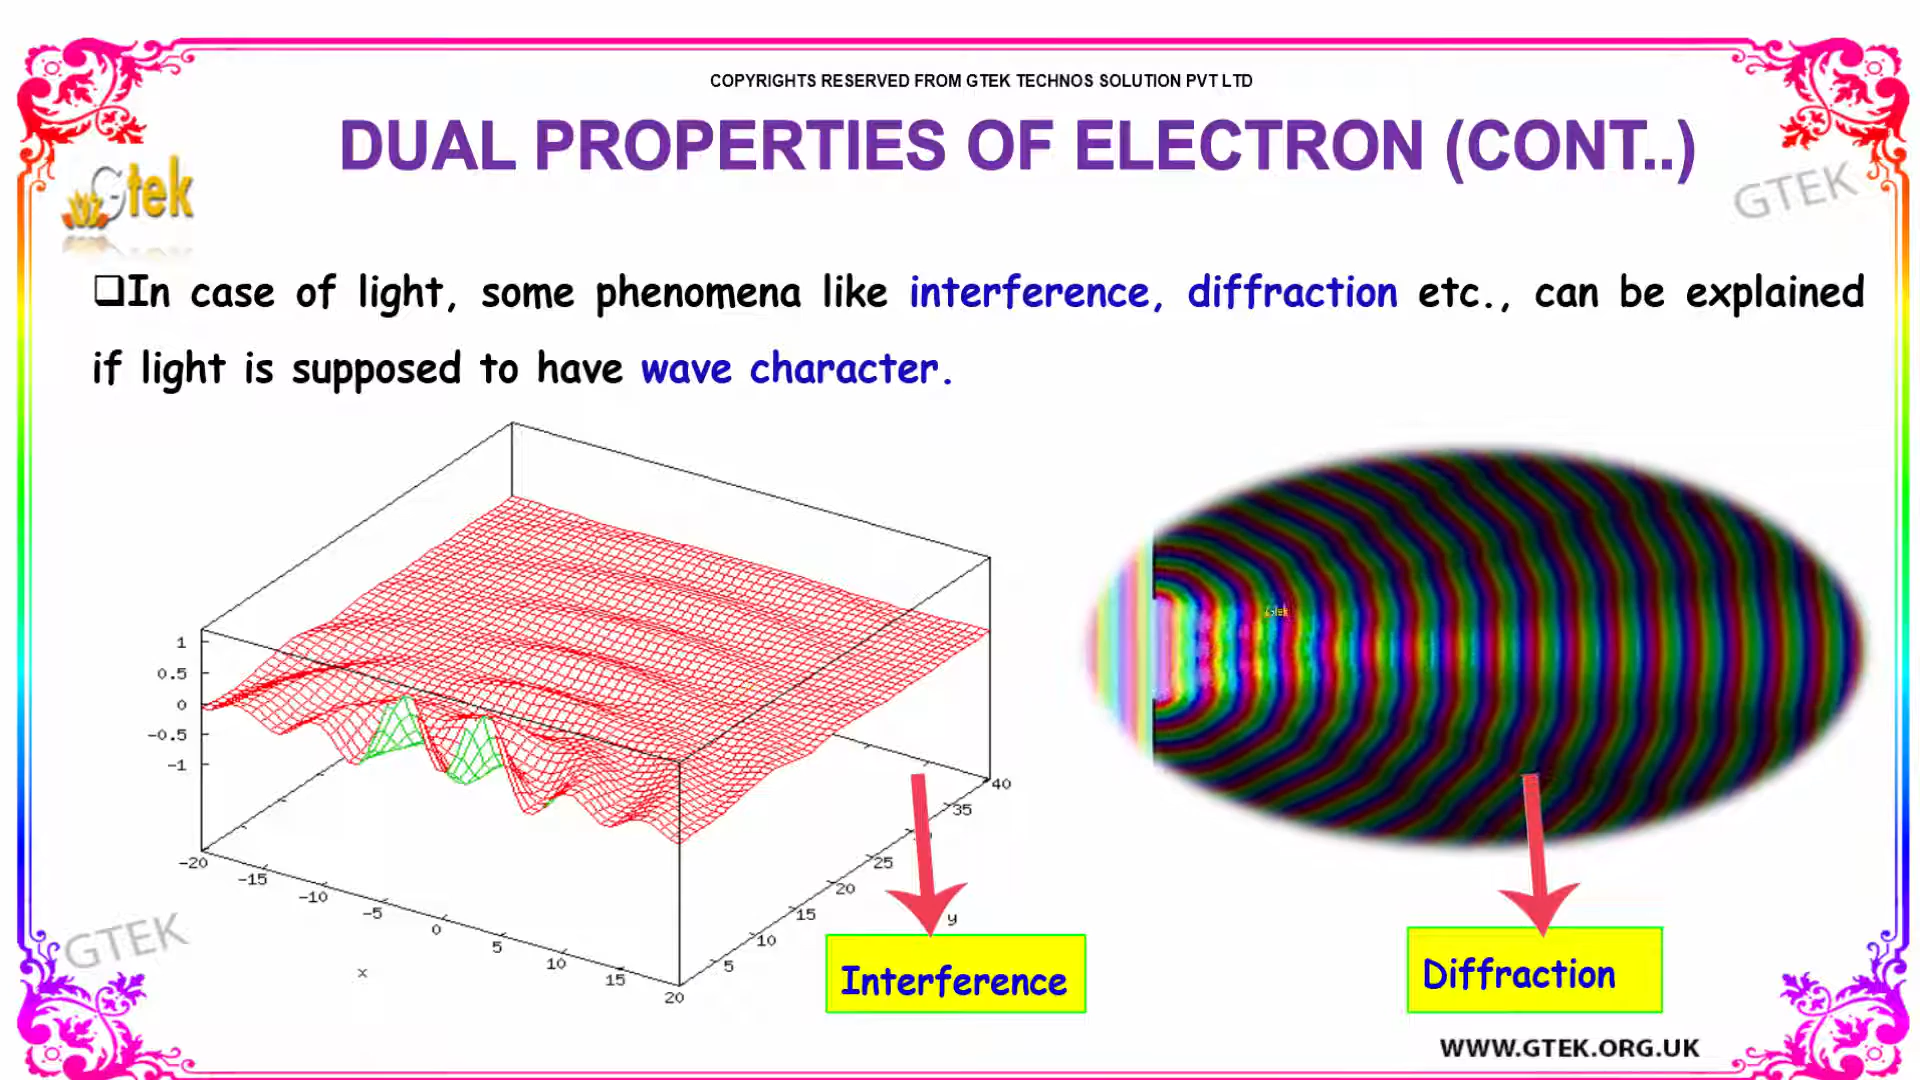 COPYRIGHTS RESERVED FROM GTEK TECHNOS SOLUTION PVT LTD
DUAL PROPERTIES OF ELECTRON (CONT..)
Gtek
GTEK
❑In case of light, some phenomena like interference, diffraction etc., can be explained
if light is supposed to have wave character.
1
0.5
0
-0.5
-1
-20
-15
-10
-5
0
5
10
15
20
x
5
10
15
20
25
35
40
y
Gtek
Interference
Diffraction
GTEK
WWW.GTEK.ORG.UK